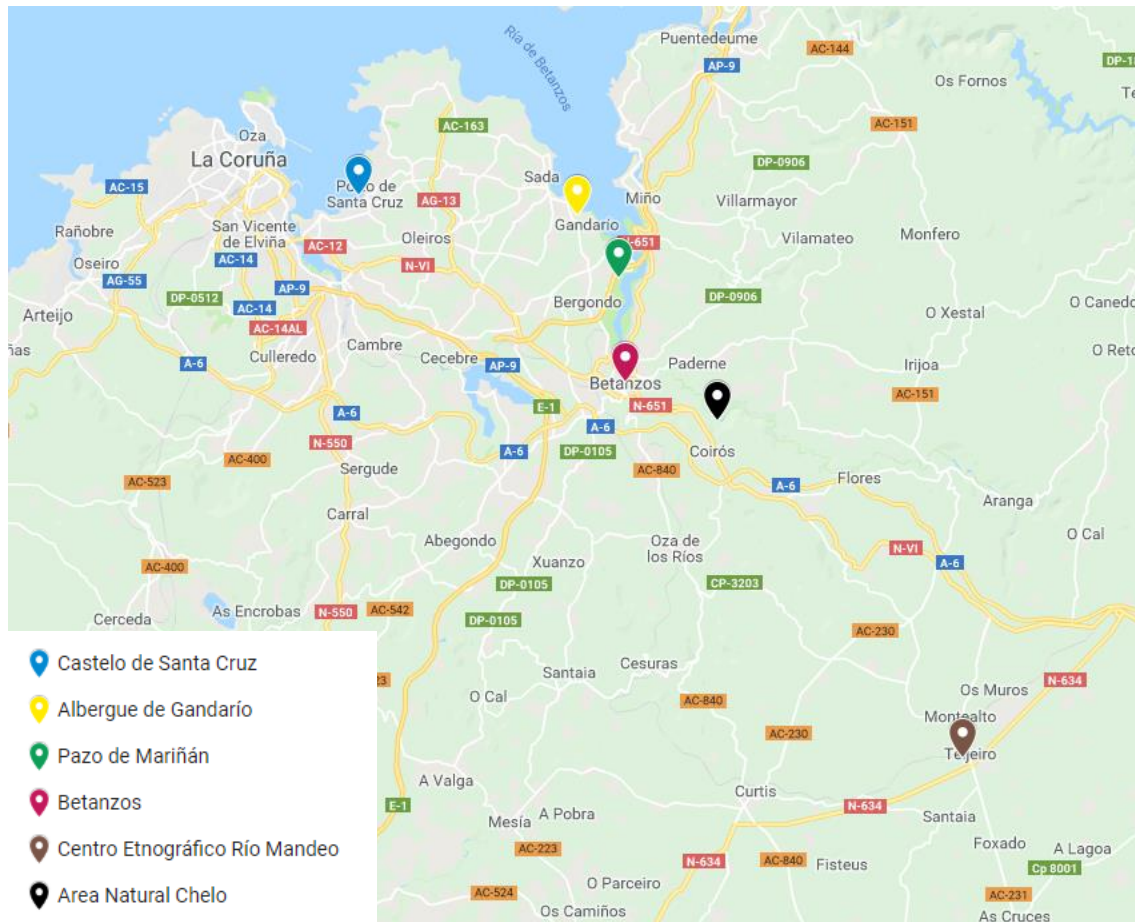 Puentedeume
AC-144
AP-9
DP-1
Ría de Betanzos
Os Fornos
Te
Oza
AC-163
AC-151
La Coruña
DP-0906
Sada
AC-15
Porto de
Santa Cruz
AG-13
Miño
Villarmayor
Rañobre
San Vicente
de Elviña
Gandarío
AC-12
Oleiros
N-651
Vilamateo
Monfero
Oseiro
AC-14
N-VI
AG-55
AP-9
DP-0512
Bergondo
DP-0906
O Canedo
Arteijo
AC-14
O Xestal
ñas
AC-14AL
Cambre
Culleredo
Cecebre
AP-9
Paderne
Irijoa
O Reto
A-6
Betanzos
AC-151
E-1
N-651
A-6
A-6
N-550
A-6
DP-0105
Coirós
AC-400
Sergude
AC-840
Flores
AC-523
A-6
Aranga
Carral
Abegondo
Oza de
los Ríos
O Cal
Xuanzo
N-VI
AC-400
A-6
DP-0105
CP-3203
As Encrobas
N-550
AC-542
Cerceda
DP-0105
AC-230
Castelo de Santa Cruz
23
Santaia
Cesuras
N-634
O Cal
AC-840
Os Muros
Albergue de Gandarío
Montealto
AC-230
Teijeiro
Pazo de Mariñán
A Valga
Betanzos
E-1
Curtis
N-634
Mesía
A Pobra
Santaia
Centro Etnográfico Río Mandeo
AC-223
Foxado
A Lagoa
N-634
AC-840
Fisteus
Cp 8001
Area Natural Chelo
AC-524
O Parceiro
AC-231
Os Camiños
As Cruces